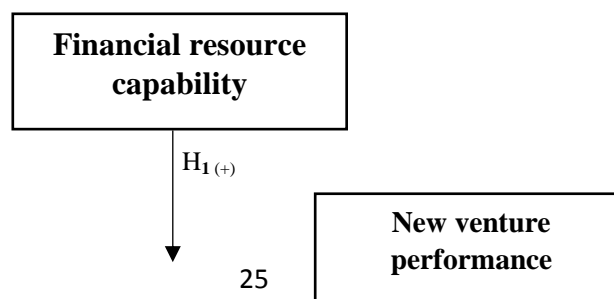 Financial resource
capability
H1 (+)
New venture
performance
25